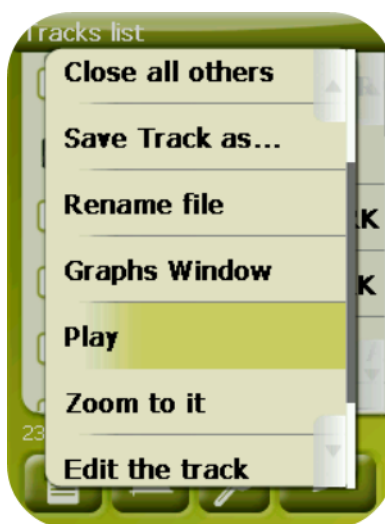 Tracks list
Close all others
Save Track as...
Rename file
K
Graphs Window
K
Play
Zoom to it
23
Edit the track